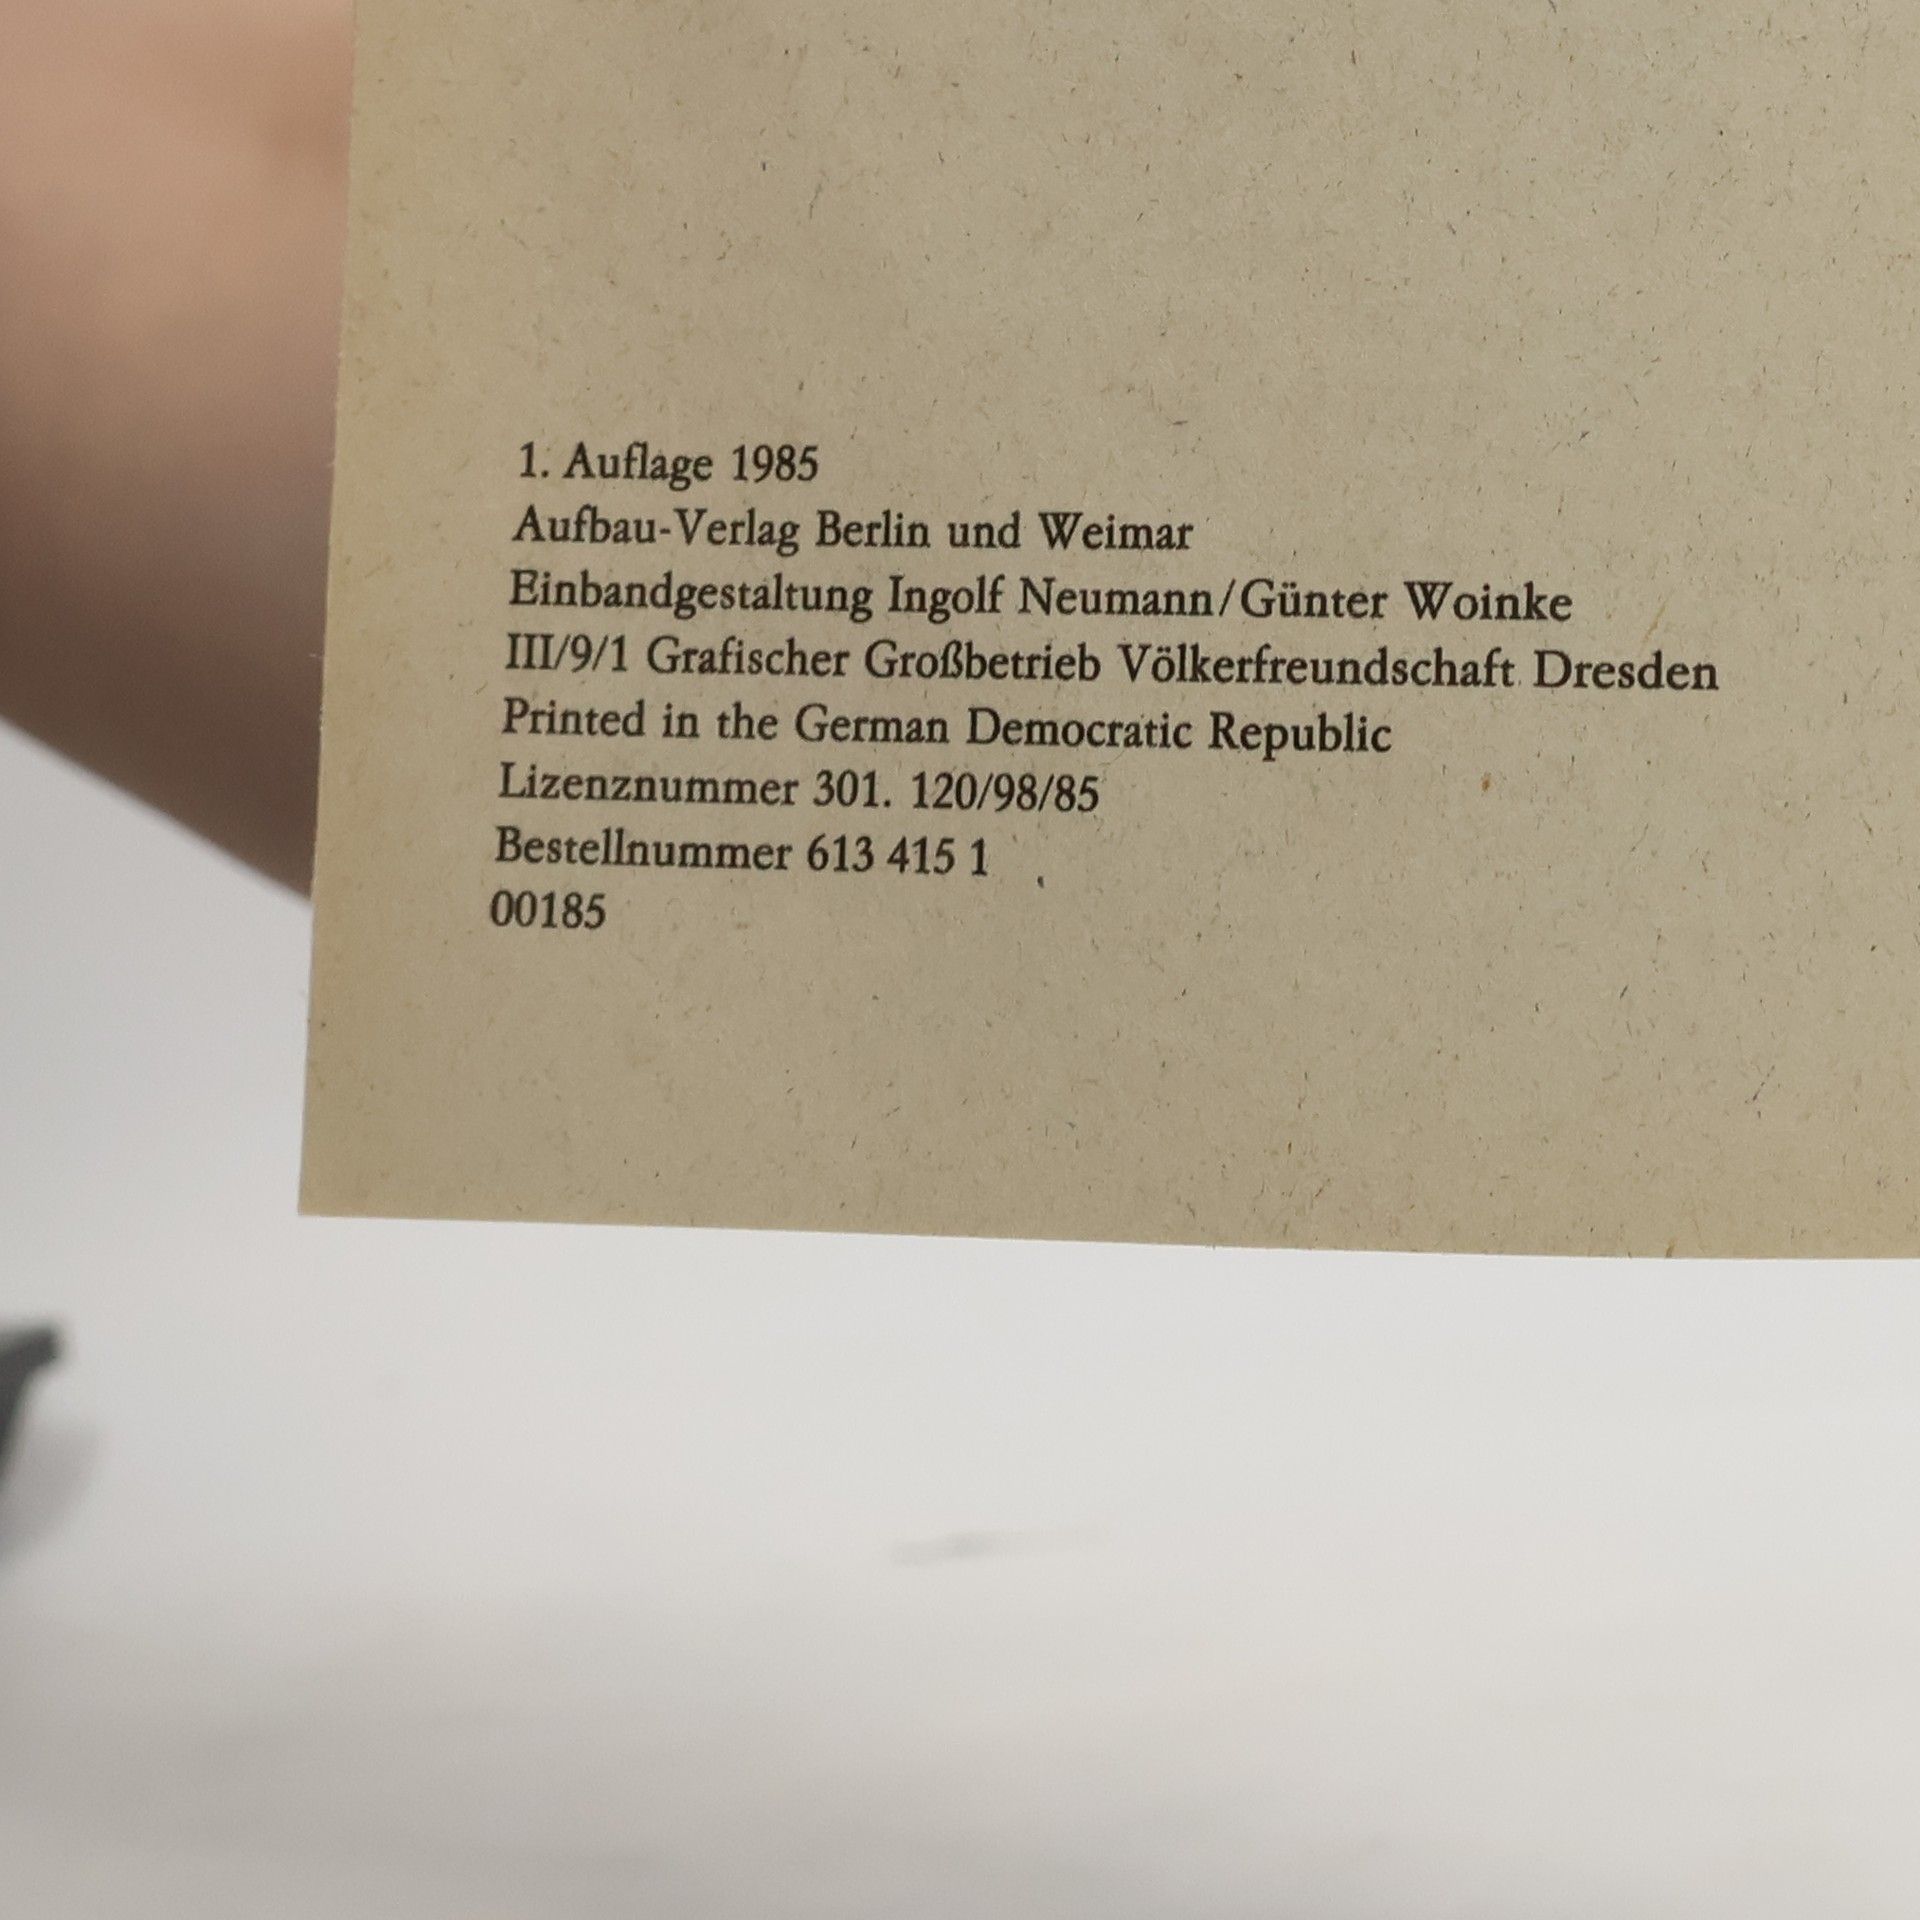 1. Auflage 1985
Aufbau-Verlag Berlin und Weimar
Einbandgestaltung Ingolf Neumann/Günter Woinke
III/9/1 Grafischer Großbetrieb Völkerfreundschaft Dresden
Printed in the German Democratic Republic
Lizenznummer 301. 120/98/85
Bestellnummer 613 415 1
00185